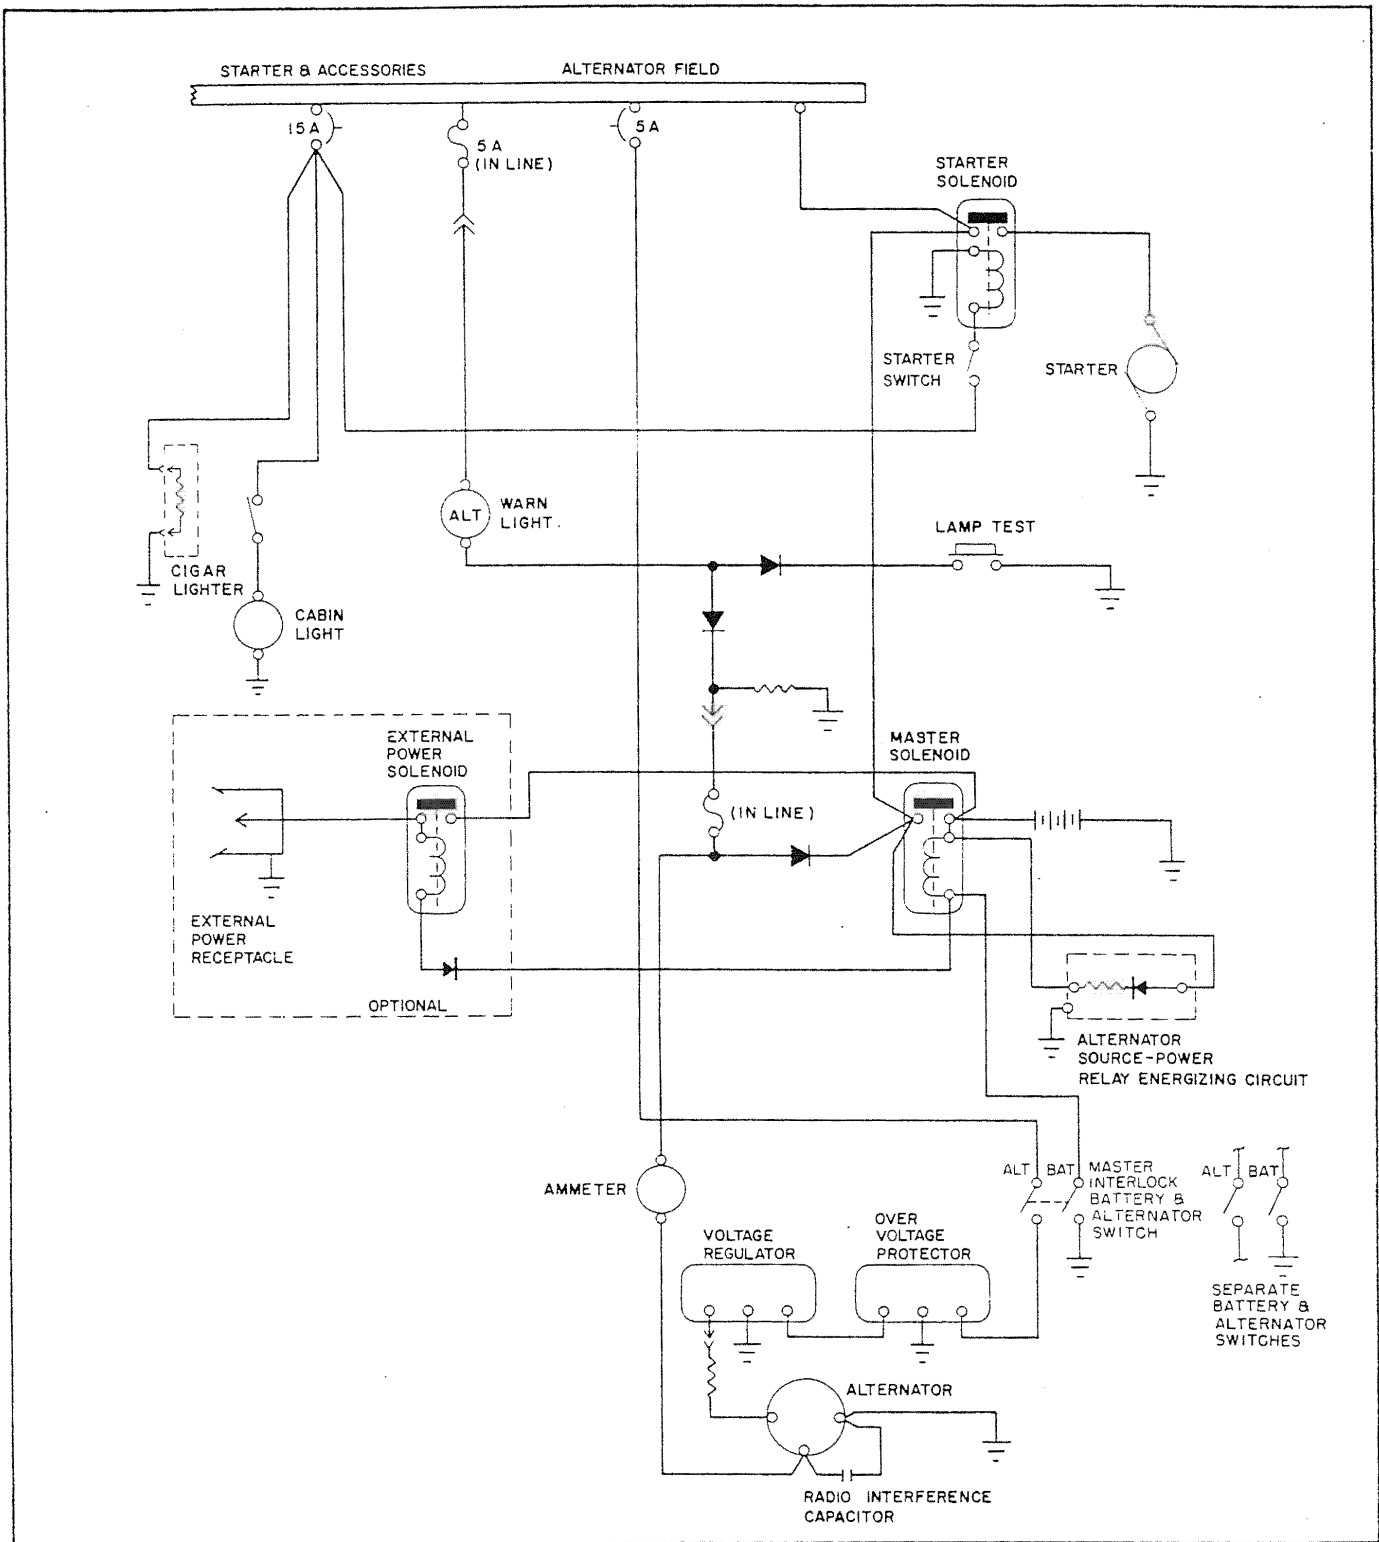 STARTER & ACCESSORIES
ALTERNATOR FIELD
15 A
5 A
(IN LINE)
5 A
STARTER
SOLENOID
STARTER
SWITCH
STARTER
WARN
LIGHT.
ALT
LAMP TEST
CIGAR
LIGHTER
CABIN
LIGHT
EXTERNAL
POWER
SOLENOID
MASTER
SOLENOID
(IN LINE)
EXTERNAL
POWER
RECEPTACLE
OPTIONAL
ALTERNATOR
SOURCE-POWER
RELAY ENERGIZING CIRCUIT
ALT BAT
MASTER
INTERLOCK
BATTERY &
ALTERNATOR
SWITCH
ALT BAT
SEPARATE
BATTERY &
ALTERNATOR
SWITCHES
AMMETER
VOLTAGE
REGULATOR
OVER
VOLTAGE
PROTECTOR
ALTERNATOR
RADIO INTERFERENCE
CAPACITOR